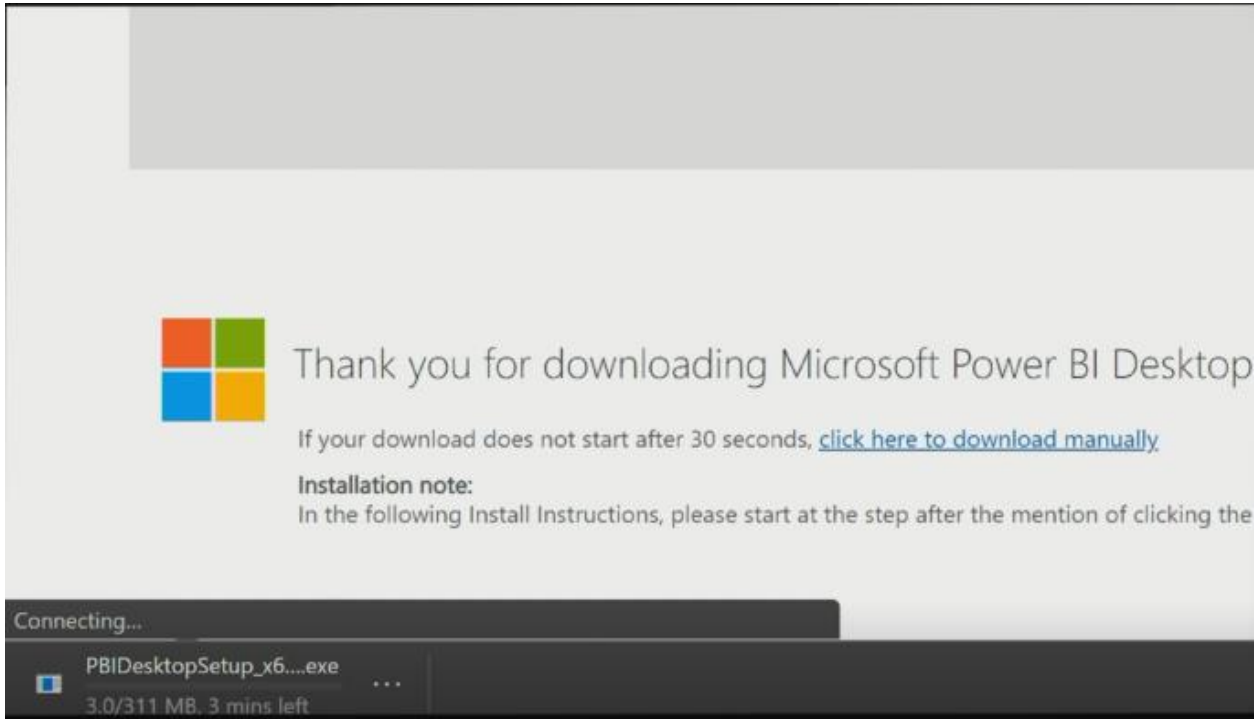 Thank you for downloading Microsoft Power BI Desktop
If your download does not start after 30 seconds, click here to download manually
Installation note:
In the following Install Instructions, please start at the step after the mention of clicking the
Connecting...
PBIDesktopSetup_x6....exe
3.0/311 MB, 3 mins left